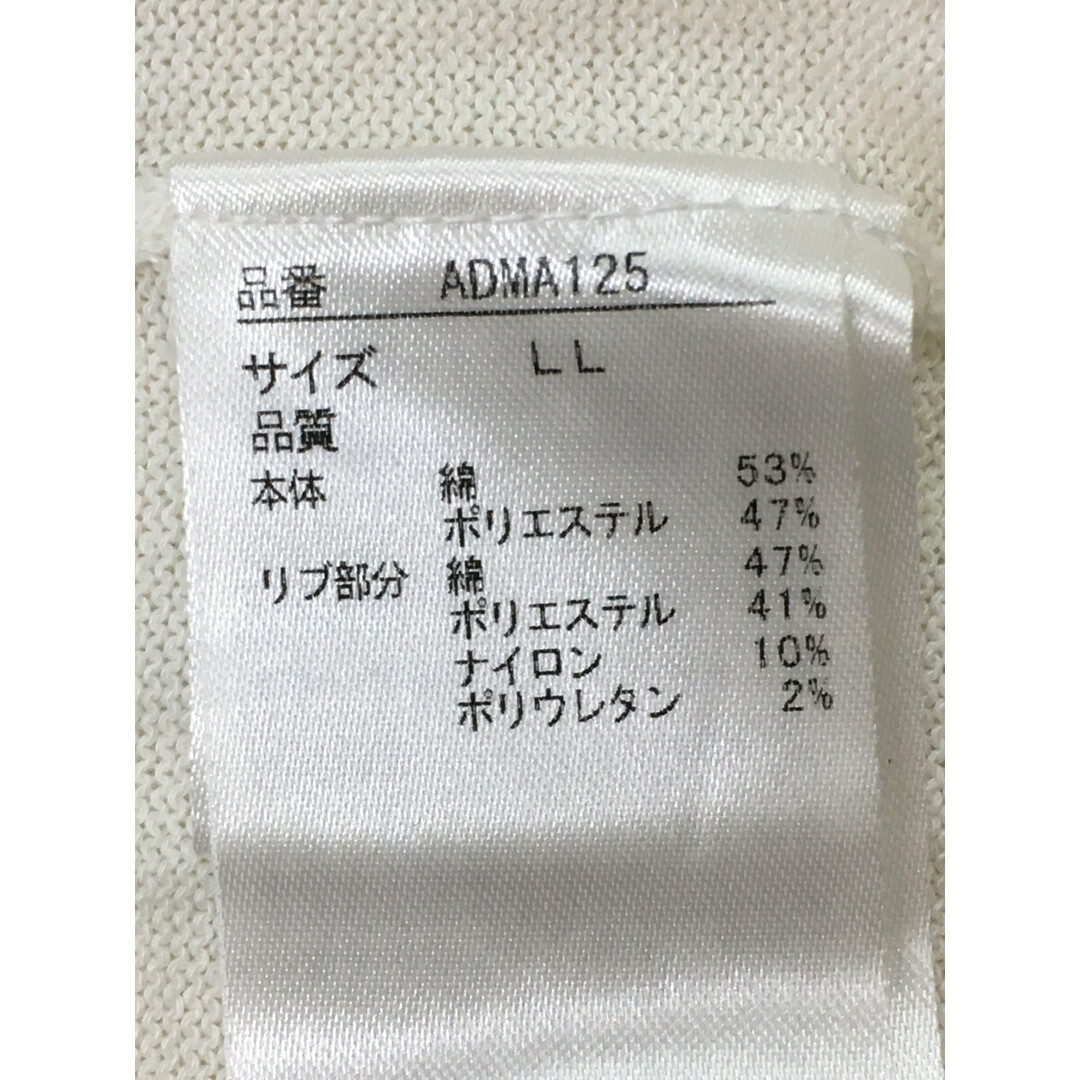 品番 ADMA125
サイズ LL
品質
本体 綿 53%
ポリエステル 47%
リブ部分 綿 47%
ポリエステル 41%
ナイロン 10%
ポリウレタン 2%